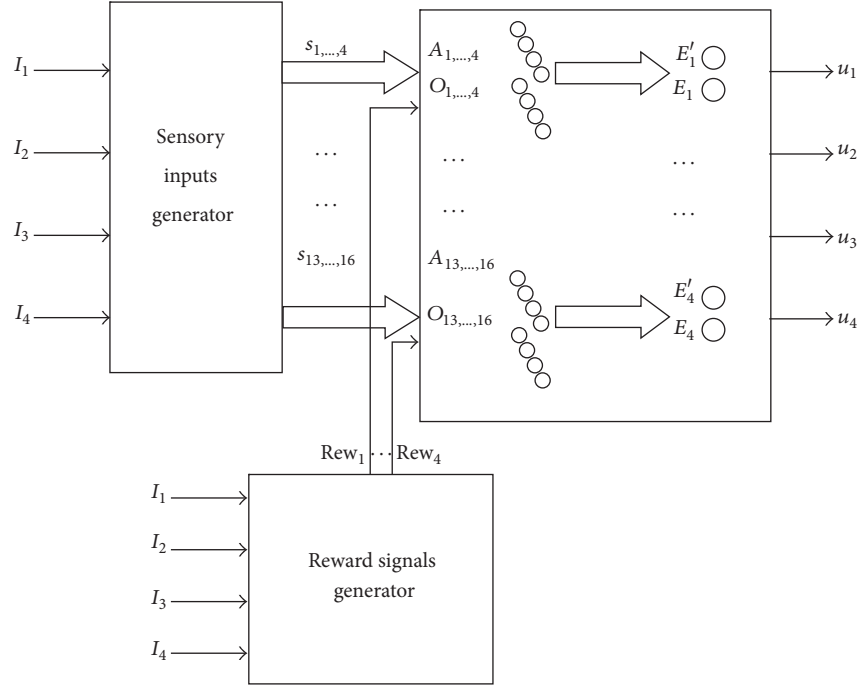 I₁
I₂
I₃
I₄
Sensory
inputs
generator
s₁,...,₄
...
...
s₁₃,...,₁₆
A₁,...,₄
O₁,...,₄
...
...
A₁₃,...,₁₆
O₁₃,...,₁₆
E′₁
E₁
...
...
E′₄
E₄
u₁
u₂
u₃
u₄
Rew₁ ... Rew₄
I₁
I₂
I₃
I₄
Reward signals
generator